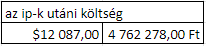 az ip-k utáni költség
$12 087,00 4 762 278,00 Ft